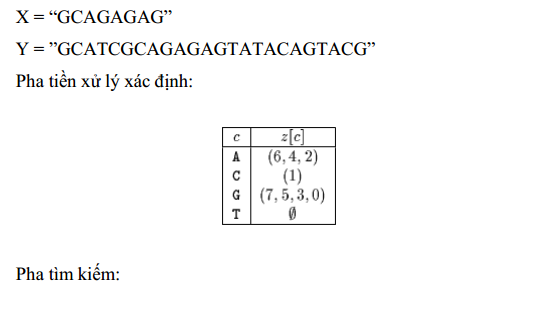 X = “GCAGAGAG”
Y = ”GCATCGCAGAGAGTATACAGTACG”
Pha tiền xử lý xác định:
c z[c]
A (6, 4, 2)
C (1)
G (7, 5, 3, 0)
T ∅
Pha tìm kiếm: